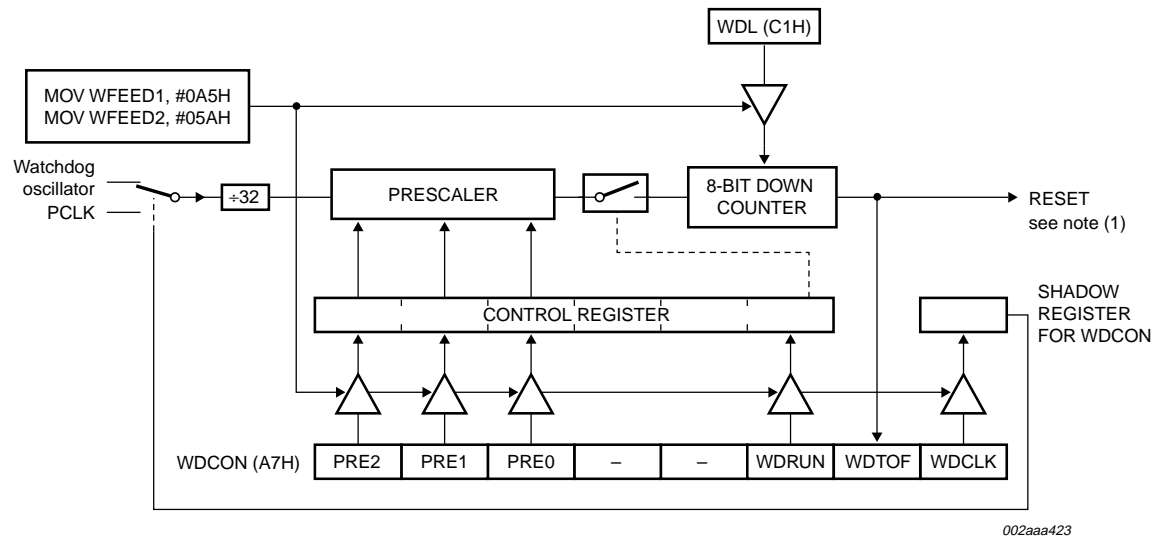 WDL (C1H)
MOV WFEED1, #0A5H
MOV WFEED2, #05AH
Watchdog
oscillator
PCLK
÷32
PRESCALER
8-BIT DOWN
COUNTER
RESET
see note (1)
CONTROL REGISTER
SHADOW
REGISTER
FOR WDCON
WDCON (A7H)
PRE2
PRE1
PRE0
–
–
WDRUN
WDTOF
WDCLK
002aaa423